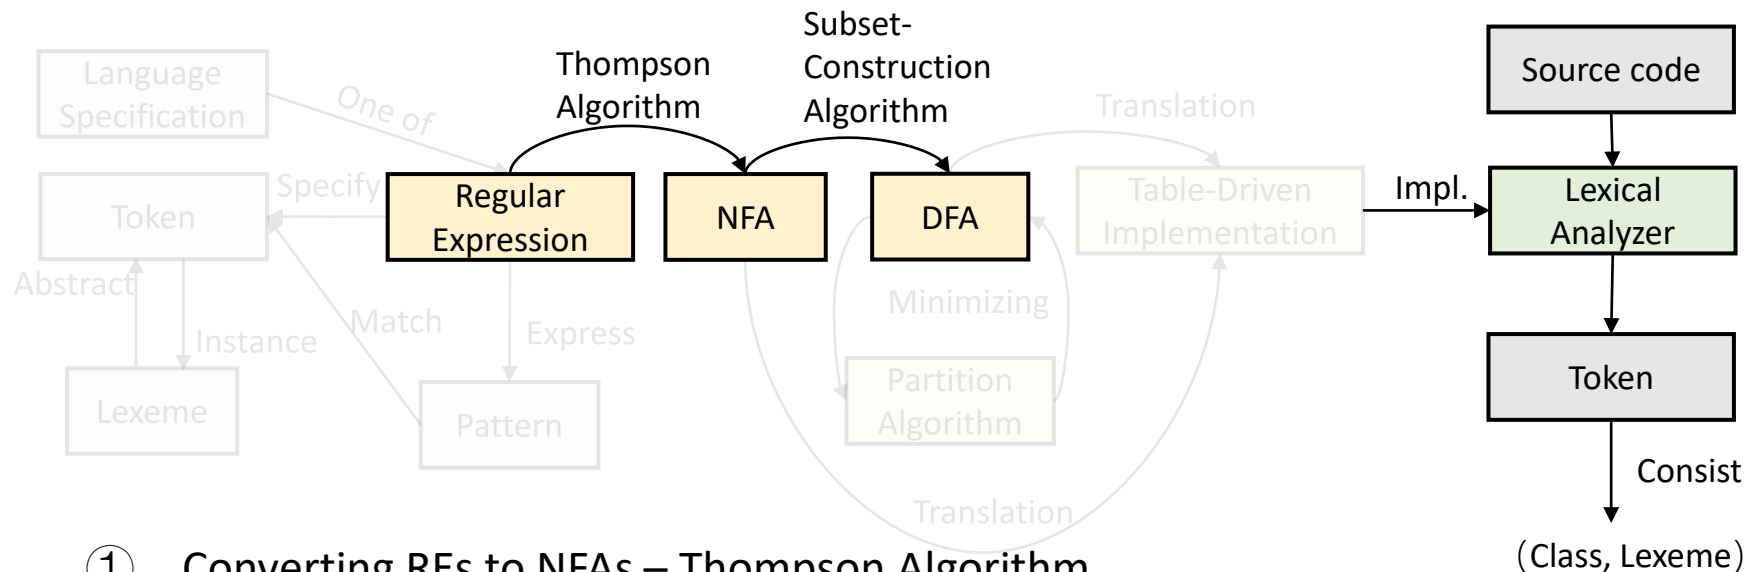 Subset-
Construction
Algorithm
Thompson
Algorithm
Source code
Language
Specification
One of
Translation
Specify
Token
Regular
Expression
NFA
DFA
Table-Driven
Implementation
Impl.
Lexical
Analyzer
Abstract
Instance
Match
Express
Minimizing
Lexeme
Pattern
Partition
Algorithm
Token
Consist
Translation
(Class, Lexeme)
① Converting REs to NFAs – Thompson Algorithm